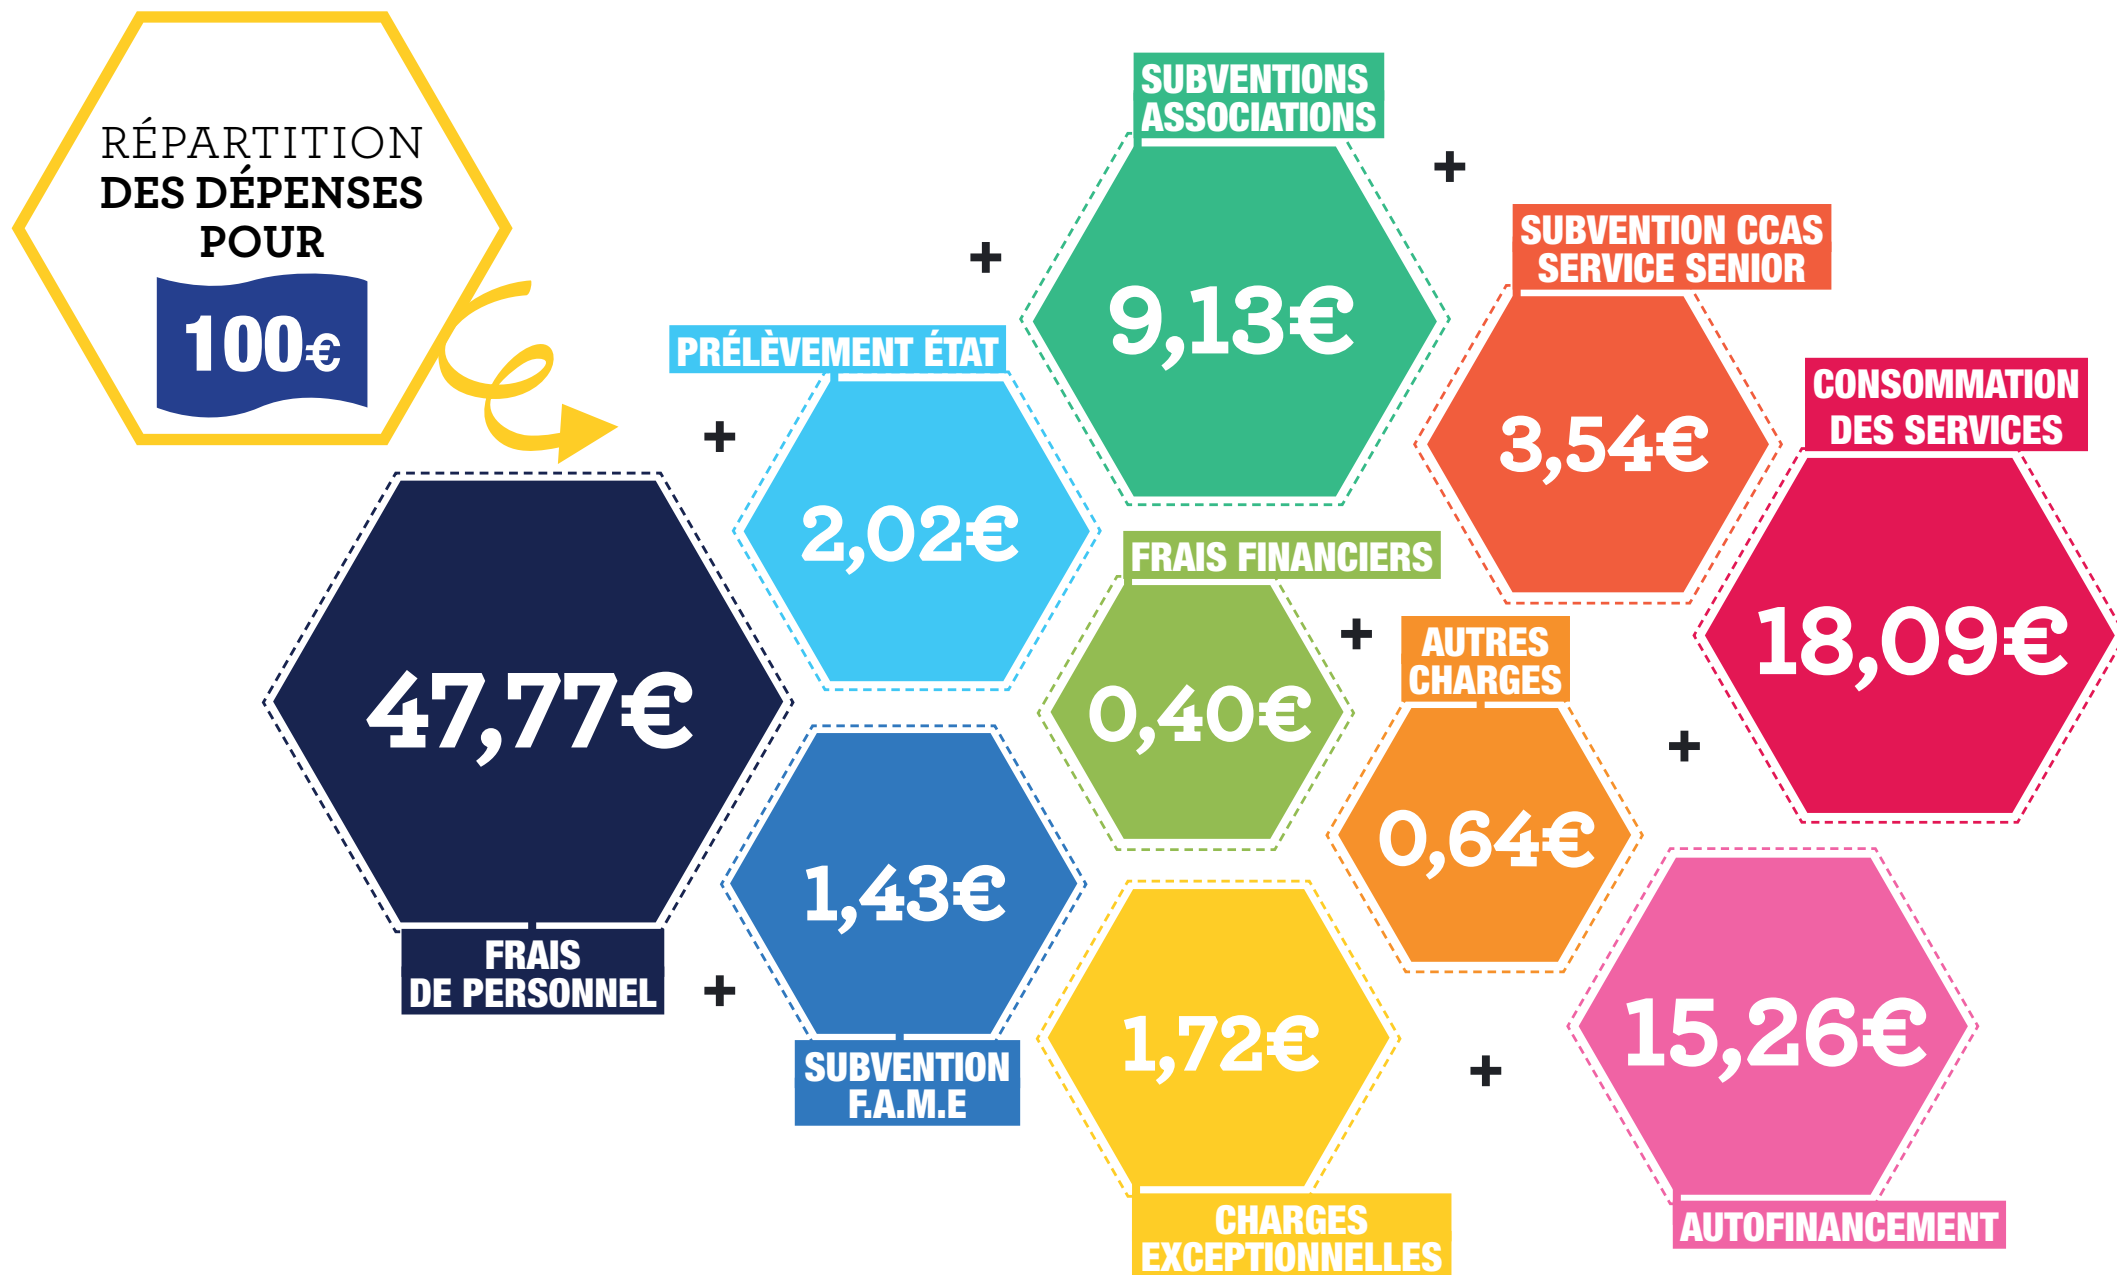 RÉPARTITION
DES DÉPENSES
POUR
100€
SUBVENTIONS
ASSOCIATIONS
9,13€
SUBVENTION CCAS
SERVICE SENIOR
3,54€
PRÉLÈVEMENT ÉTAT
2,02€
CONSOMMATION
DES SERVICES
18,09€
FRAIS FINANCIERS
0,40€
AUTRES
CHARGES
0,64€
47,77€
FRAIS
DE PERSONNEL
1,43€
SUBVENTION
F.A.M.E
1,72€
CHARGES
EXCEPTIONNELLES
15,26€
AUTOFINANCEMENT
+
+
+
+
+
+
+